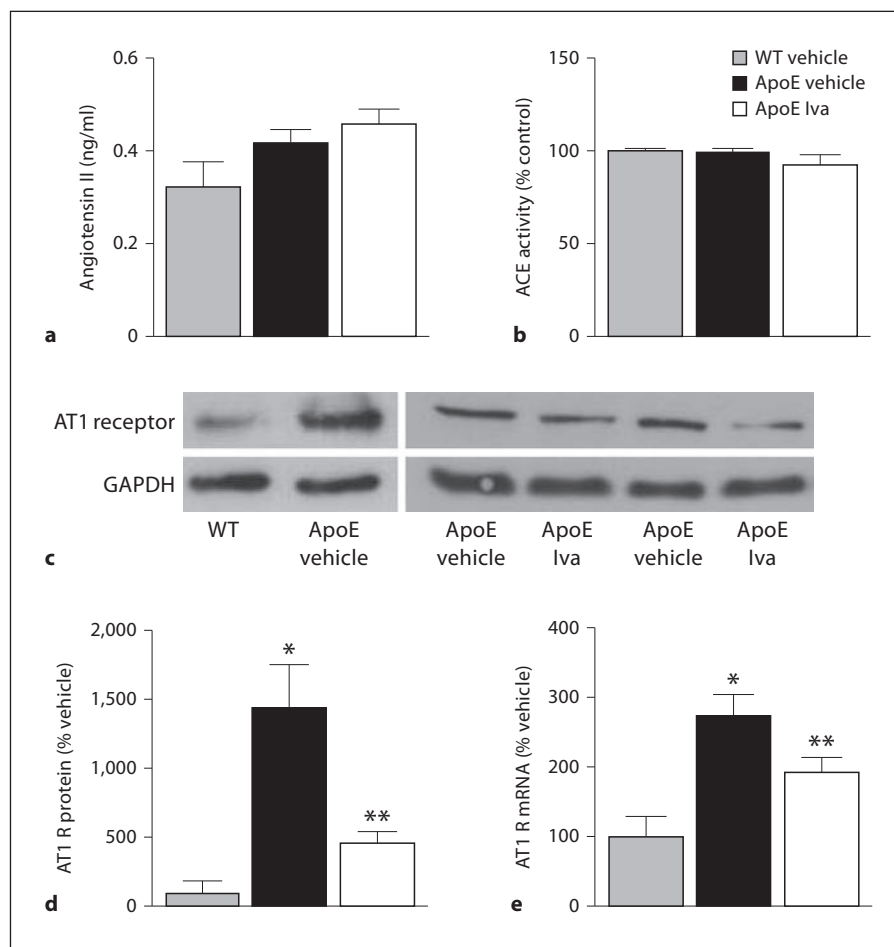 0.6
0.4
0.2
0
Angiotensin II (ng/ml)
a
150
100
50
0
ACE activity (% control)
b
WT vehicle
ApoE vehicle
ApoE Iva
AT1 receptor
GAPDH
WT
ApoE
vehicle
ApoE
vehicle
ApoE
Iva
ApoE
vehicle
ApoE
Iva
c
2,000
1,500
1,000
500
0
AT1 R protein (% vehicle)
*
**
d
400
300
200
100
0
AT1 R mRNA (% vehicle)
*
**
e